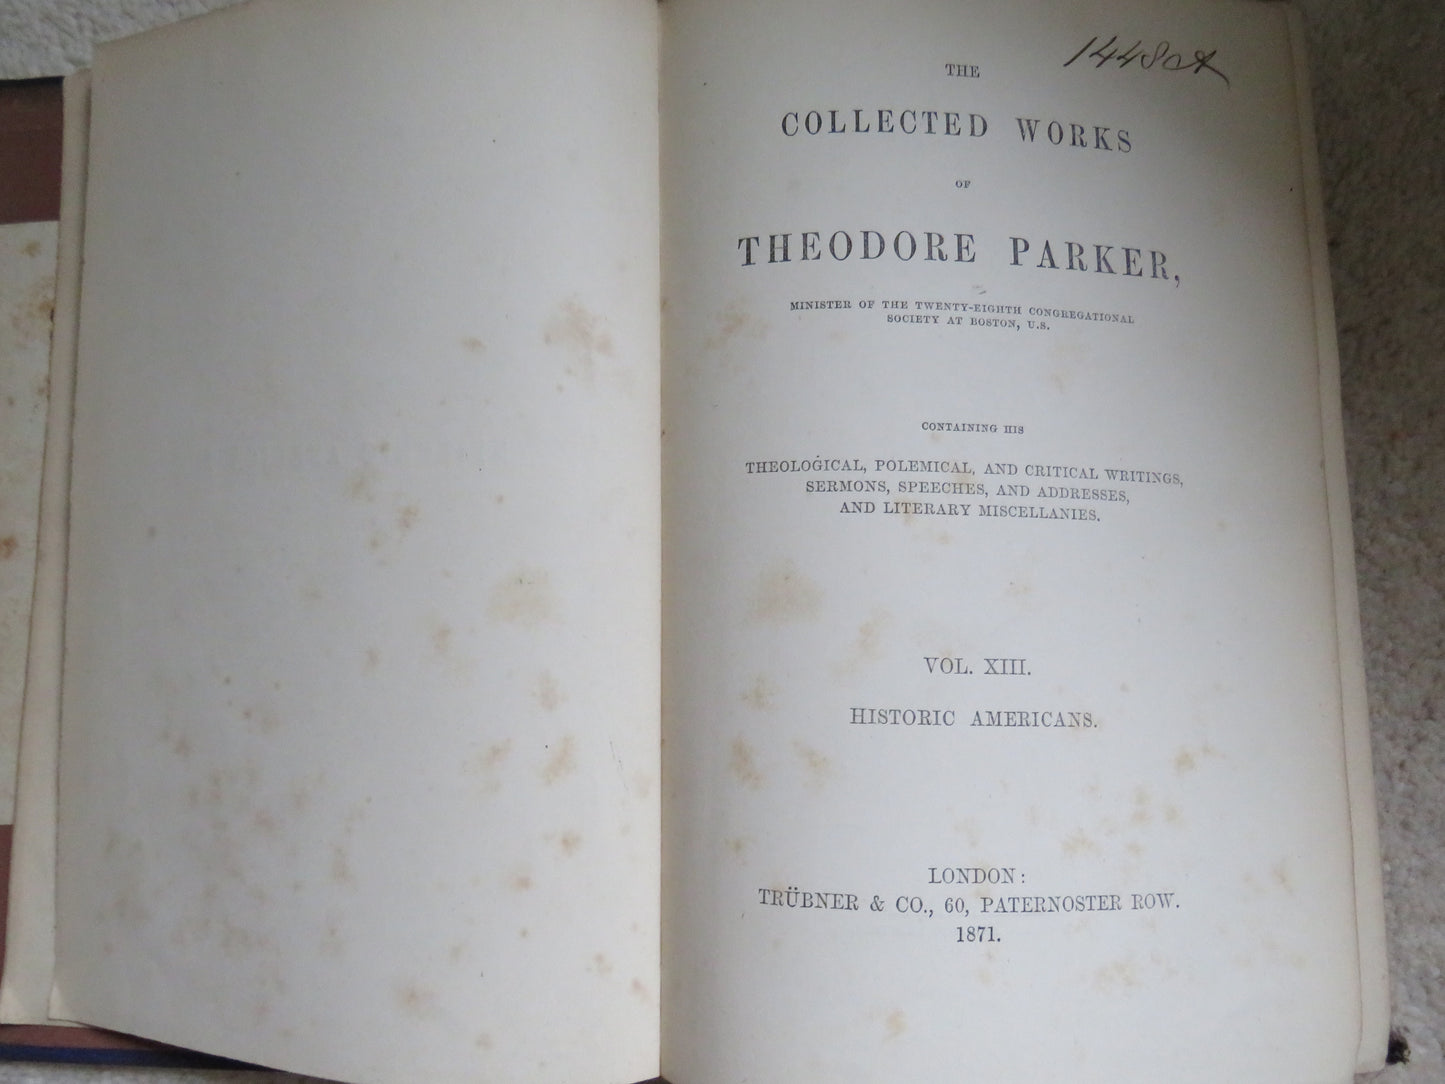 1448 A
THE
COLLECTED WORKS
OF
THEODORE PARKER,
MINISTER OF THE TWENTY-EIGHTH CONGREGATIONAL
SOCIETY AT BOSTON, U.S.
CONTAINING HIS
THEOLOGICAL, POLEMICAL, AND CRITICAL WRITINGS,
SERMONS, SPEECHES, AND ADDRESSES,
AND LITERARY MISCELLANIES.
VOL. XIII.
HISTORIC AMERICANS.
LONDON:
TRÜBNER & CO., 60, PATERNOSTER ROW.
1871.